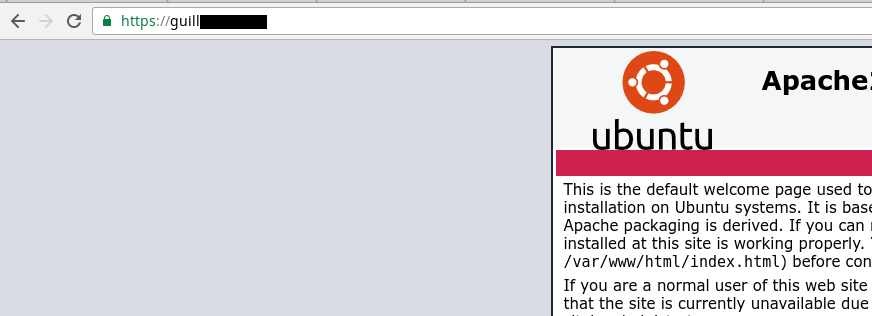 https://guill
Apache
ubuntu
This is the default welcome page used to
installation on Ubuntu systems. It is base
Apache packaging is derived. If you can
installed at this site is working properly.
/var/www/html/index.html) before con
If you are a normal user of this web site
that the site is currently unavailable due